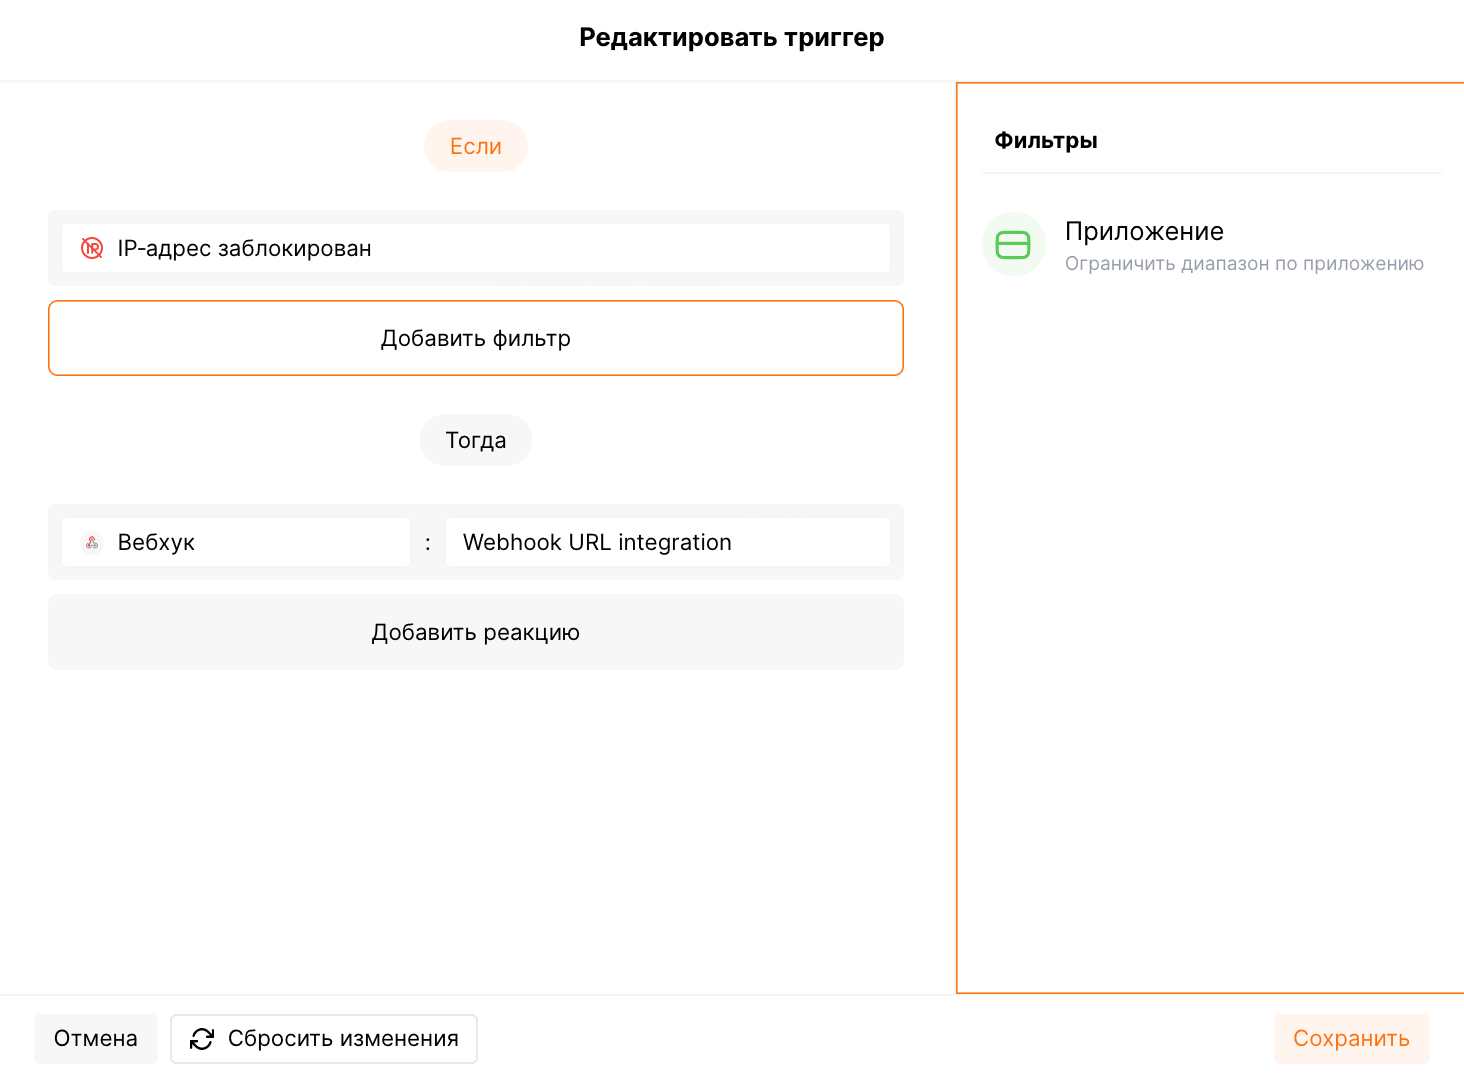 Редактировать триггер
Если
IP-адрес заблокирован
Добавить фильтр
Тогда
Вебхук : Webhook URL integration
Добавить реакцию
Фильтры
Приложение
Ограничить диапазон по приложению
Отмена
Сбросить изменения
Сохранить